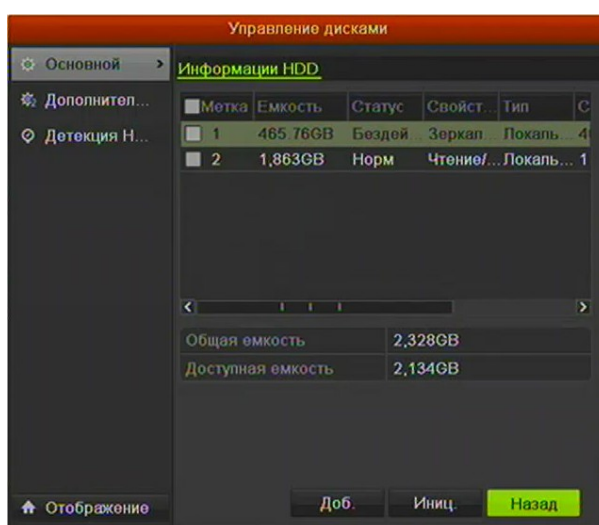 Управление дисками
Основной
Дополнител...
Детекция H...
Информации HDD
Метка Емкость Статус Свойст... Тип С
1 465.76GB Бездей... Зеркал... Локаль... 4
2 1,863GB Норм Чтение/... Локаль... 1
Общая емкость 2,328GB
Доступная емкость 2,134GB
Отображение
Доб. Иниц. Назад